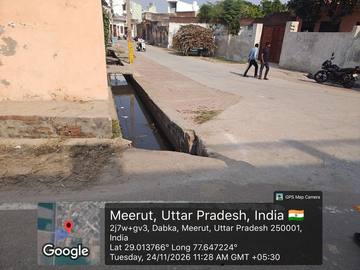 GPS Map Camera
Meerut, Uttar Pradesh, India 🇮🇳
2j7w+gv3, Dabka, Meerut, Uttar Pradesh 250001,
India
Lat 29.013766° Long 77.647224°
Tuesday, 24/11/2026 11:28 AM GMT +05:30
Google